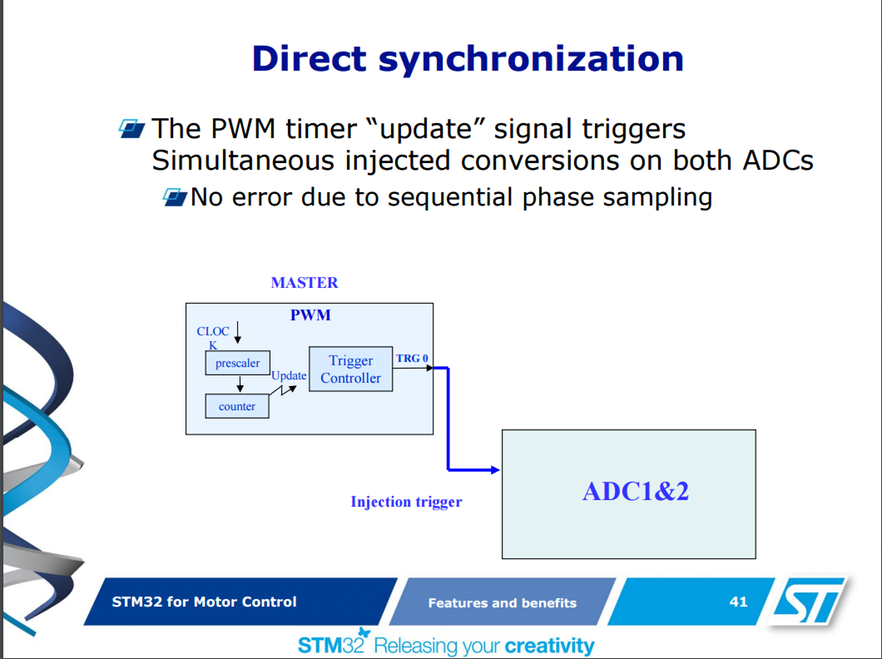 Direct synchronization
The PWM timer “update” signal triggers
Simultaneous injected conversions on both ADCs
No error due to sequential phase sampling
MASTER
PWM
CLOC
K
prescaler
Update
counter
Trigger
Controller
TRG 0
Injection trigger
ADC1&2
STM32 for Motor Control
Features and benefits
41
ST
STM32 Releasing your creativity